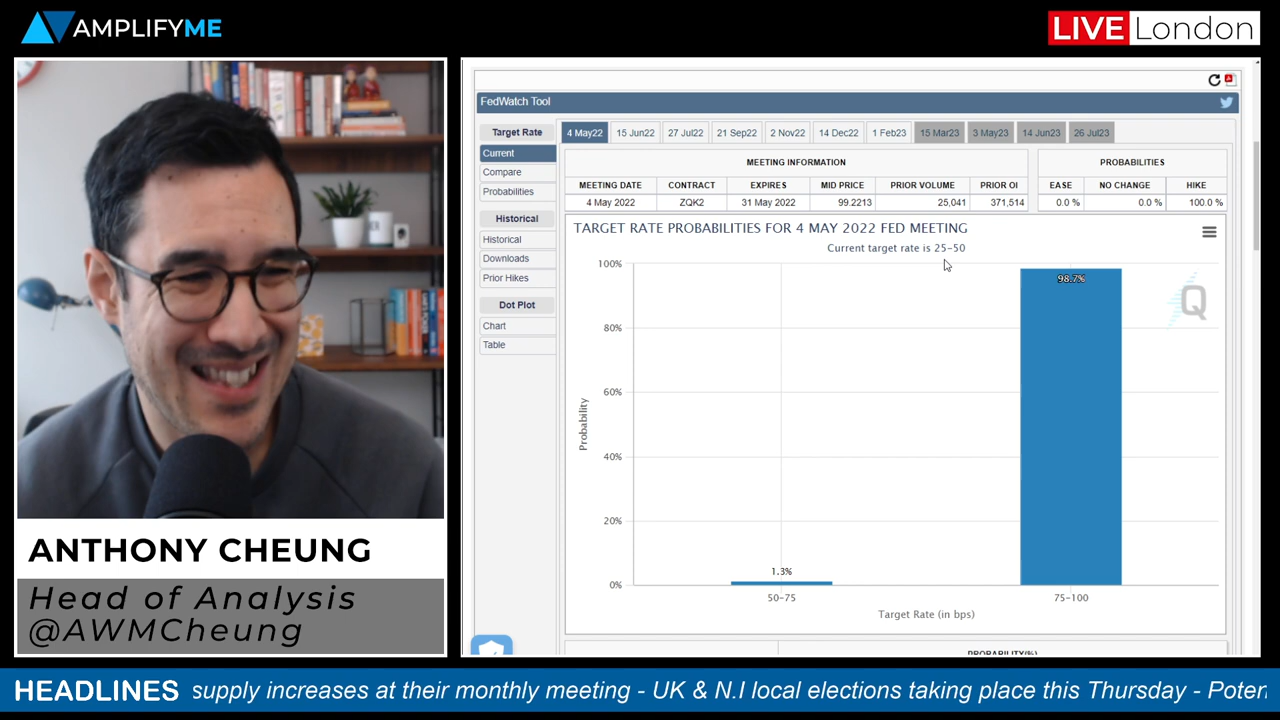 AMPLIFYME
LIVE London
FedWatch Tool
Target Rate
Current
Compare
Probabilities
Historical
Historical
Downloads
Prior Hikes
Dot Plot
Chart
Table
4 May22 15 Jun22 27 Jul22 21 Sep22 2 Nov22 14 Dec22 1 Feb23 15 Mar23 3 May23 14 Jun23 26 Jul23
MEETING INFORMATION
MEETING DATE CONTRACT EXPIRES MID PRICE PRIOR VOLUME PRIOR OI
4 May 2022 ZQK2 31 May 2022 99.2213 25,041 371,514
PROBABILITIES
EASE NO CHANGE HIKE
0.0 % 0.0 % 100.0 %
TARGET RATE PROBABILITIES FOR 4 MAY 2022 FED MEETING
Current target rate is 25-50
Probability
100%
80%
60%
40%
20%
0%
1.3%
98.7%
Q
50-75 75-100
Target Rate (in bps)
PROBABILITY(%)
ANTHONY CHEUNG
Head of Analysis
@AWMCheung
HEADLINES supply increases at their monthly meeting - UK & N.I local elections taking place this Thursday - Poten